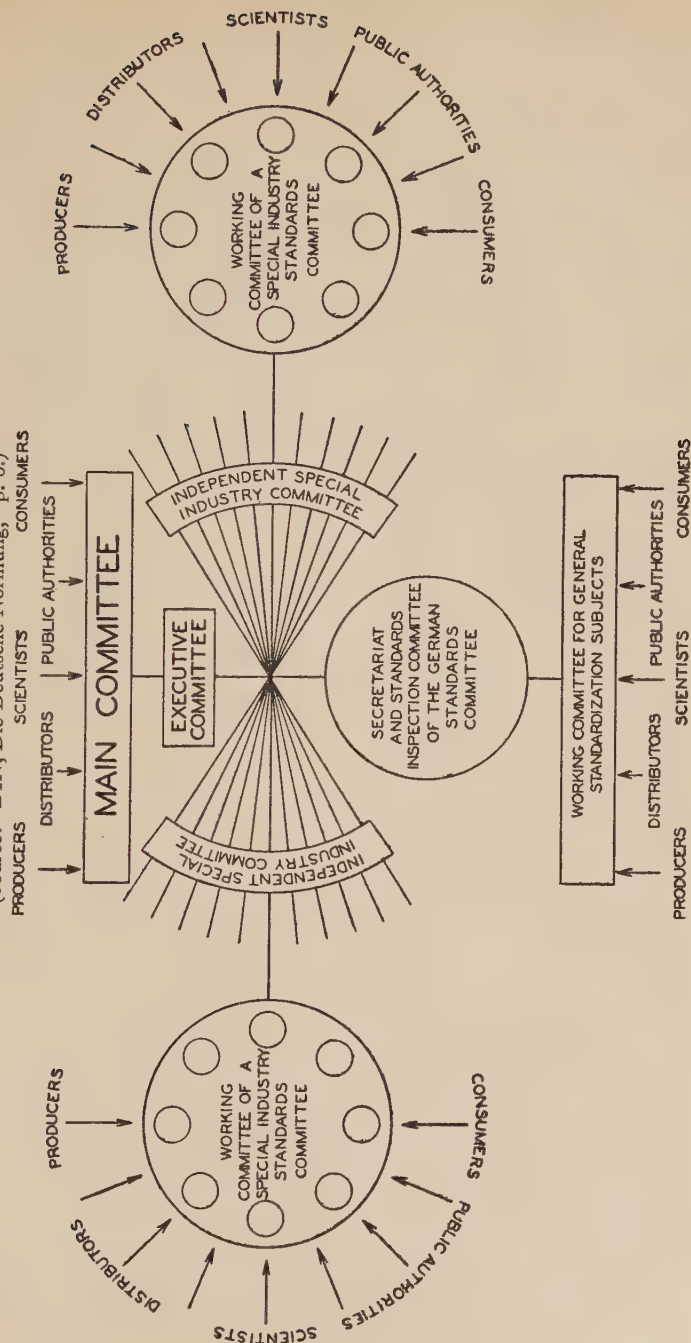 Die Deutsche Normung," p.
PRODUCERS
DISTRIBUTORS
SCIENTISTS
PUBLIC AUTHORITIES
CONSUMERS
MAIN COMMITTEE
EXECUTIVE
COMMITTEE
PRODUCERS
DISTRIBUTORS
SCIENTISTS
PUBLIC AUTHORITIES
CONSUMERS
WORKING
COMMITTEE OF A
SPECIAL INDUSTRY
STANDARDS
COMMITTEE
INDEPENDENT SPECIAL
INDUSTRY COMMITTEE
INDEPENDENT SPECIAL
INDUSTRY COMMITTEE
PRODUCERS
DISTRIBUTORS
SCIENTISTS
PUBLIC AUTHORITIES
CONSUMERS
WORKING
COMMITTEE OF A
SPECIAL INDUSTRY
STANDARDS
COMMITTEE
SECRETARIAT
AND STANDARDS
INSPECTION COMMITTEE
OF THE GERMAN
STANDARDS
COMMITTEE
WORKING COMMITTEE FOR GENERAL
STANDARDIZATION SUBJECTS
PRODUCERS
DISTRIBUTORS
SCIENTISTS
PUBLIC AUTHORITIES
CONSUMERS